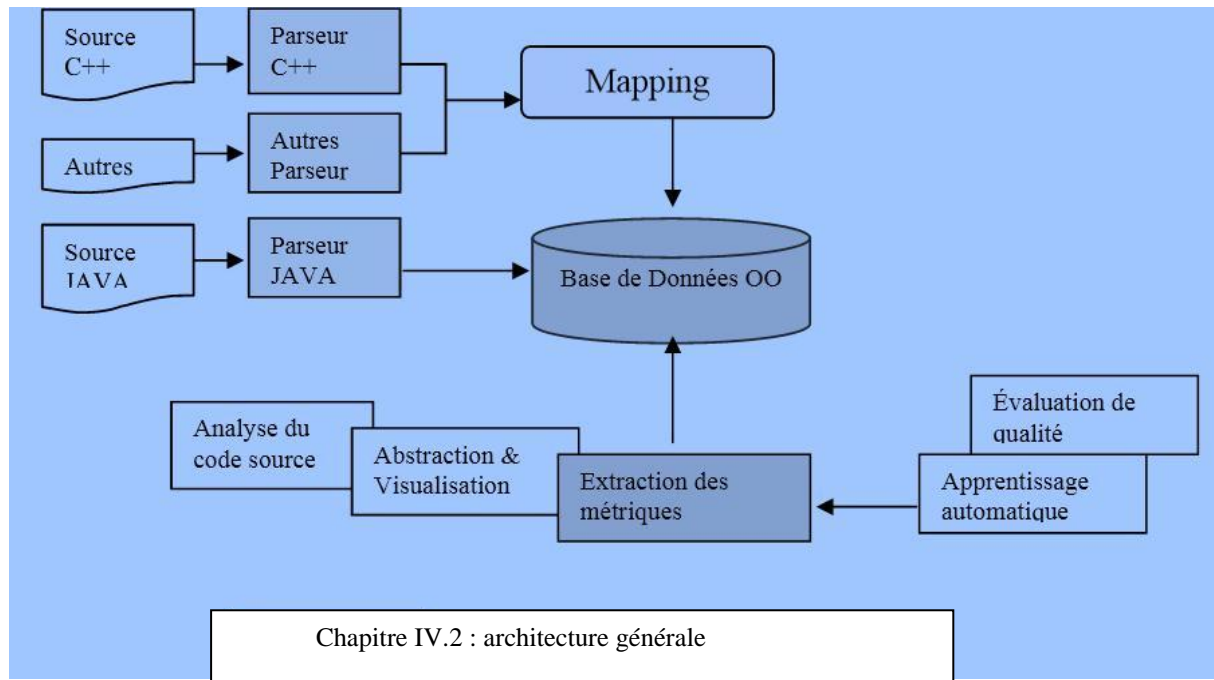 Source
C++
Parseur
C++
Mapping
Autres
Autres
Parseur
Source
JAVA
Parseur
JAVA
Base de Données OO
Analyse du
code source
Abstraction &
Visualisation
Extraction des
métriques
Évaluation de
qualité
Apprentissage
automatique
Chapitre IV.2 : architecture générale